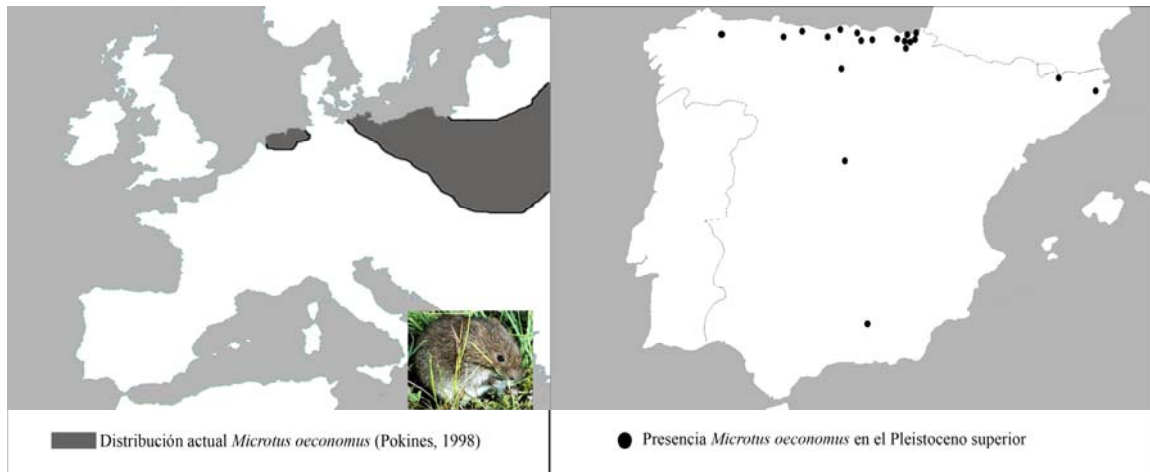 Distribución actual Microtus oeconomus (Pokines, 1998)
Presencia Microtus oeconomus en el Pleistoceno superior